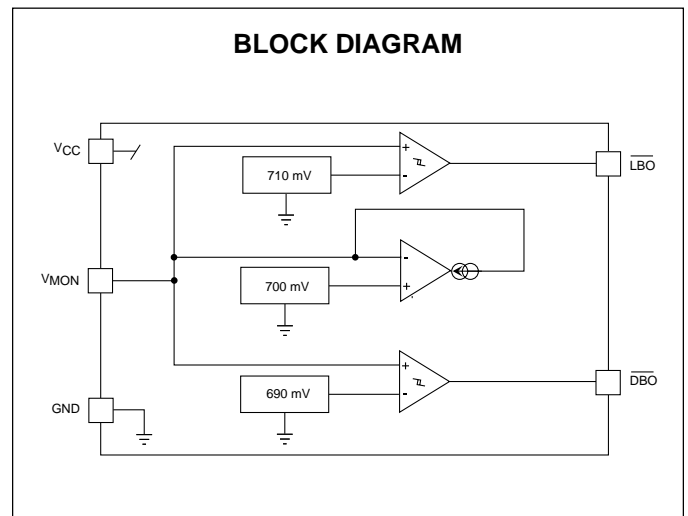 BLOCK DIAGRAM
VCC
+
710 mV
-
LBO
-
VMON
700 mV
+
+
DBO
690 mV
-
GND